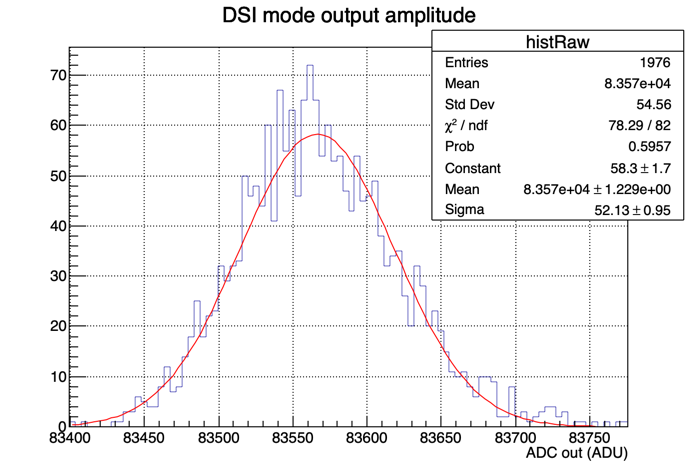 DSI mode output amplitude
histRaw
Entries 1976
Mean 8.357e+04
Std Dev 54.56
χ² / ndf 78.29 / 82
Prob 0.5957
Constant 58.3 ± 1.7
Mean 8.357e+04 ± 1.229e+00
Sigma 52.13 ± 0.95
70
60
50
40
30
20
10
0
83400 83450 83500 83550 83600 83650 83700 83750
ADC out (ADU)